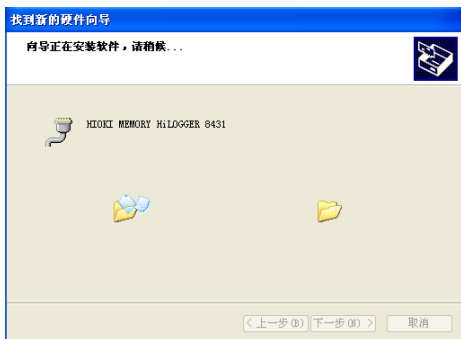 找到新的硬件向导
向导正在安装软件，请稍候...
HIOKI MEMORY HiLOGGER 8431
< 上一步(B) 下一步(N) > 取消